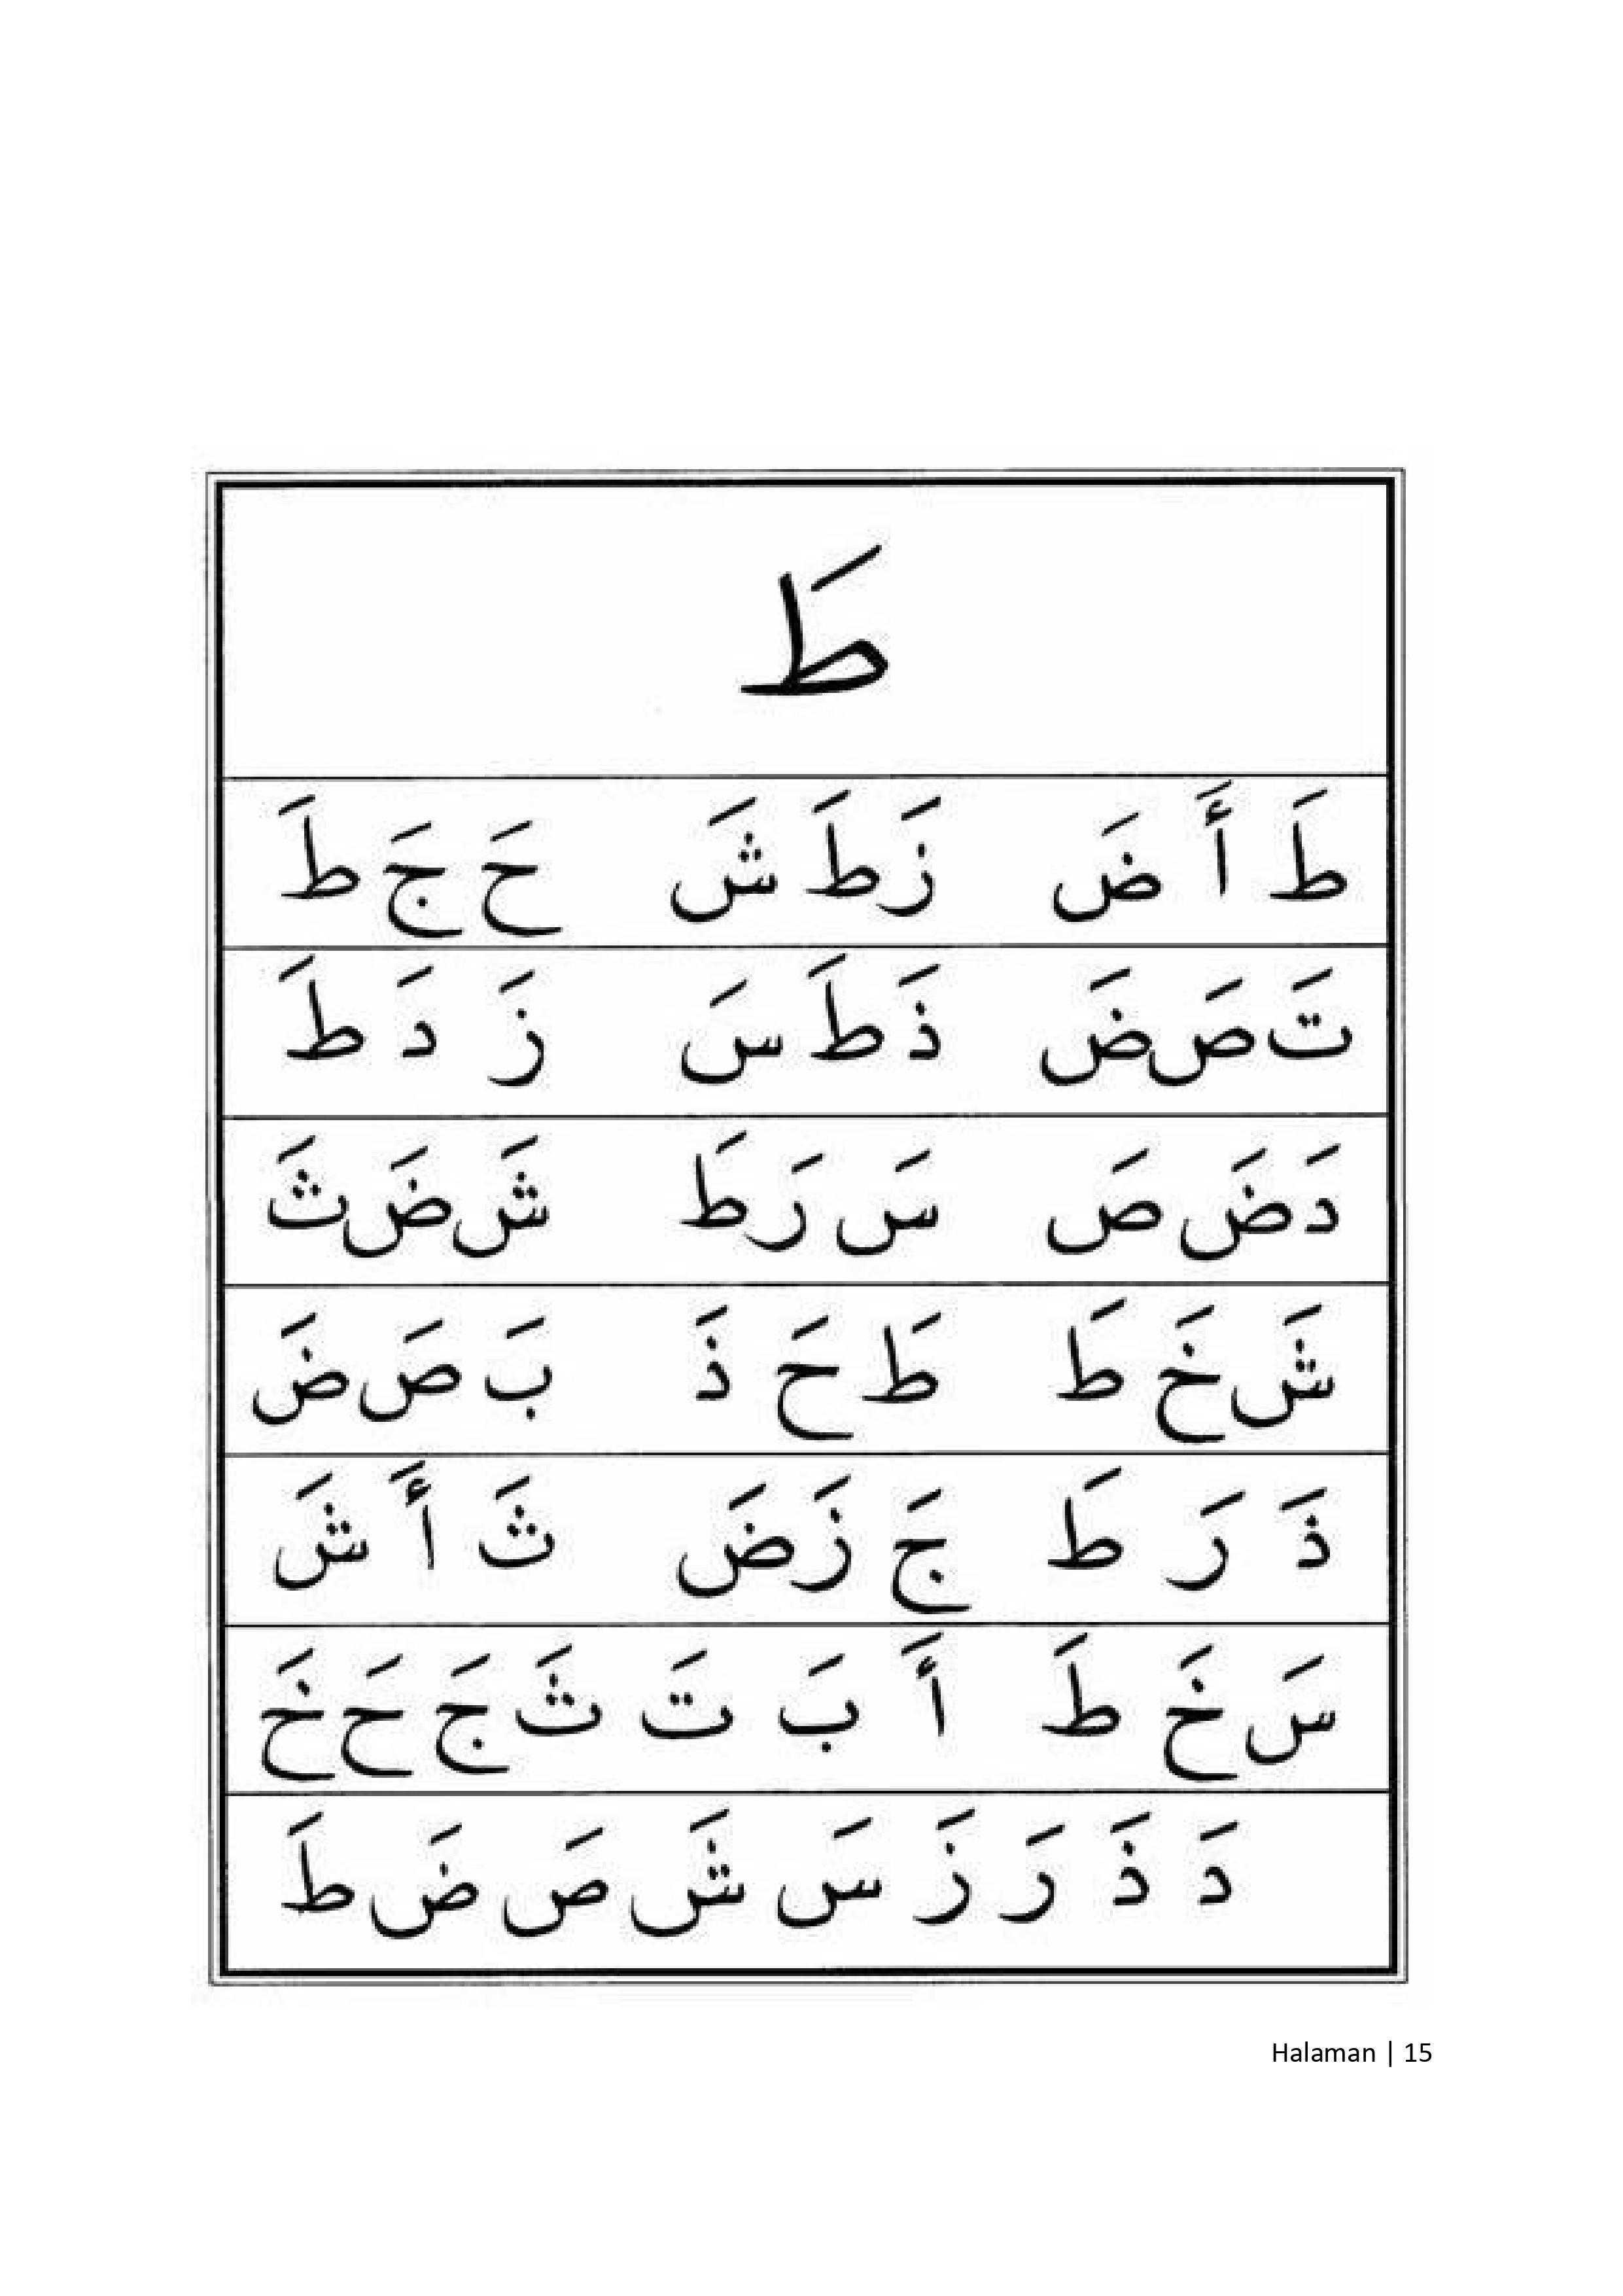 طَ
طَ أَ ضَ زَ طَ شَ حَ جَ طَ
تَ صَ ضَ ذَ طَ سَ زَ دَ طَ
دَ ضَ صَ سَ رَ طَ شَ ضَ ثَ
شَ خَ طَ طَ حَ ذَ بَ صَ ضَ
ذَ رَ طَ جَ زَ ضَ ثَ أَ شَ
سَ خَ طَ أَ بَ تَ ثَ جَ حَ خَ
دَ ذَ رَ زَ سَ شَ صَ ضَ طَ
Halaman | 15